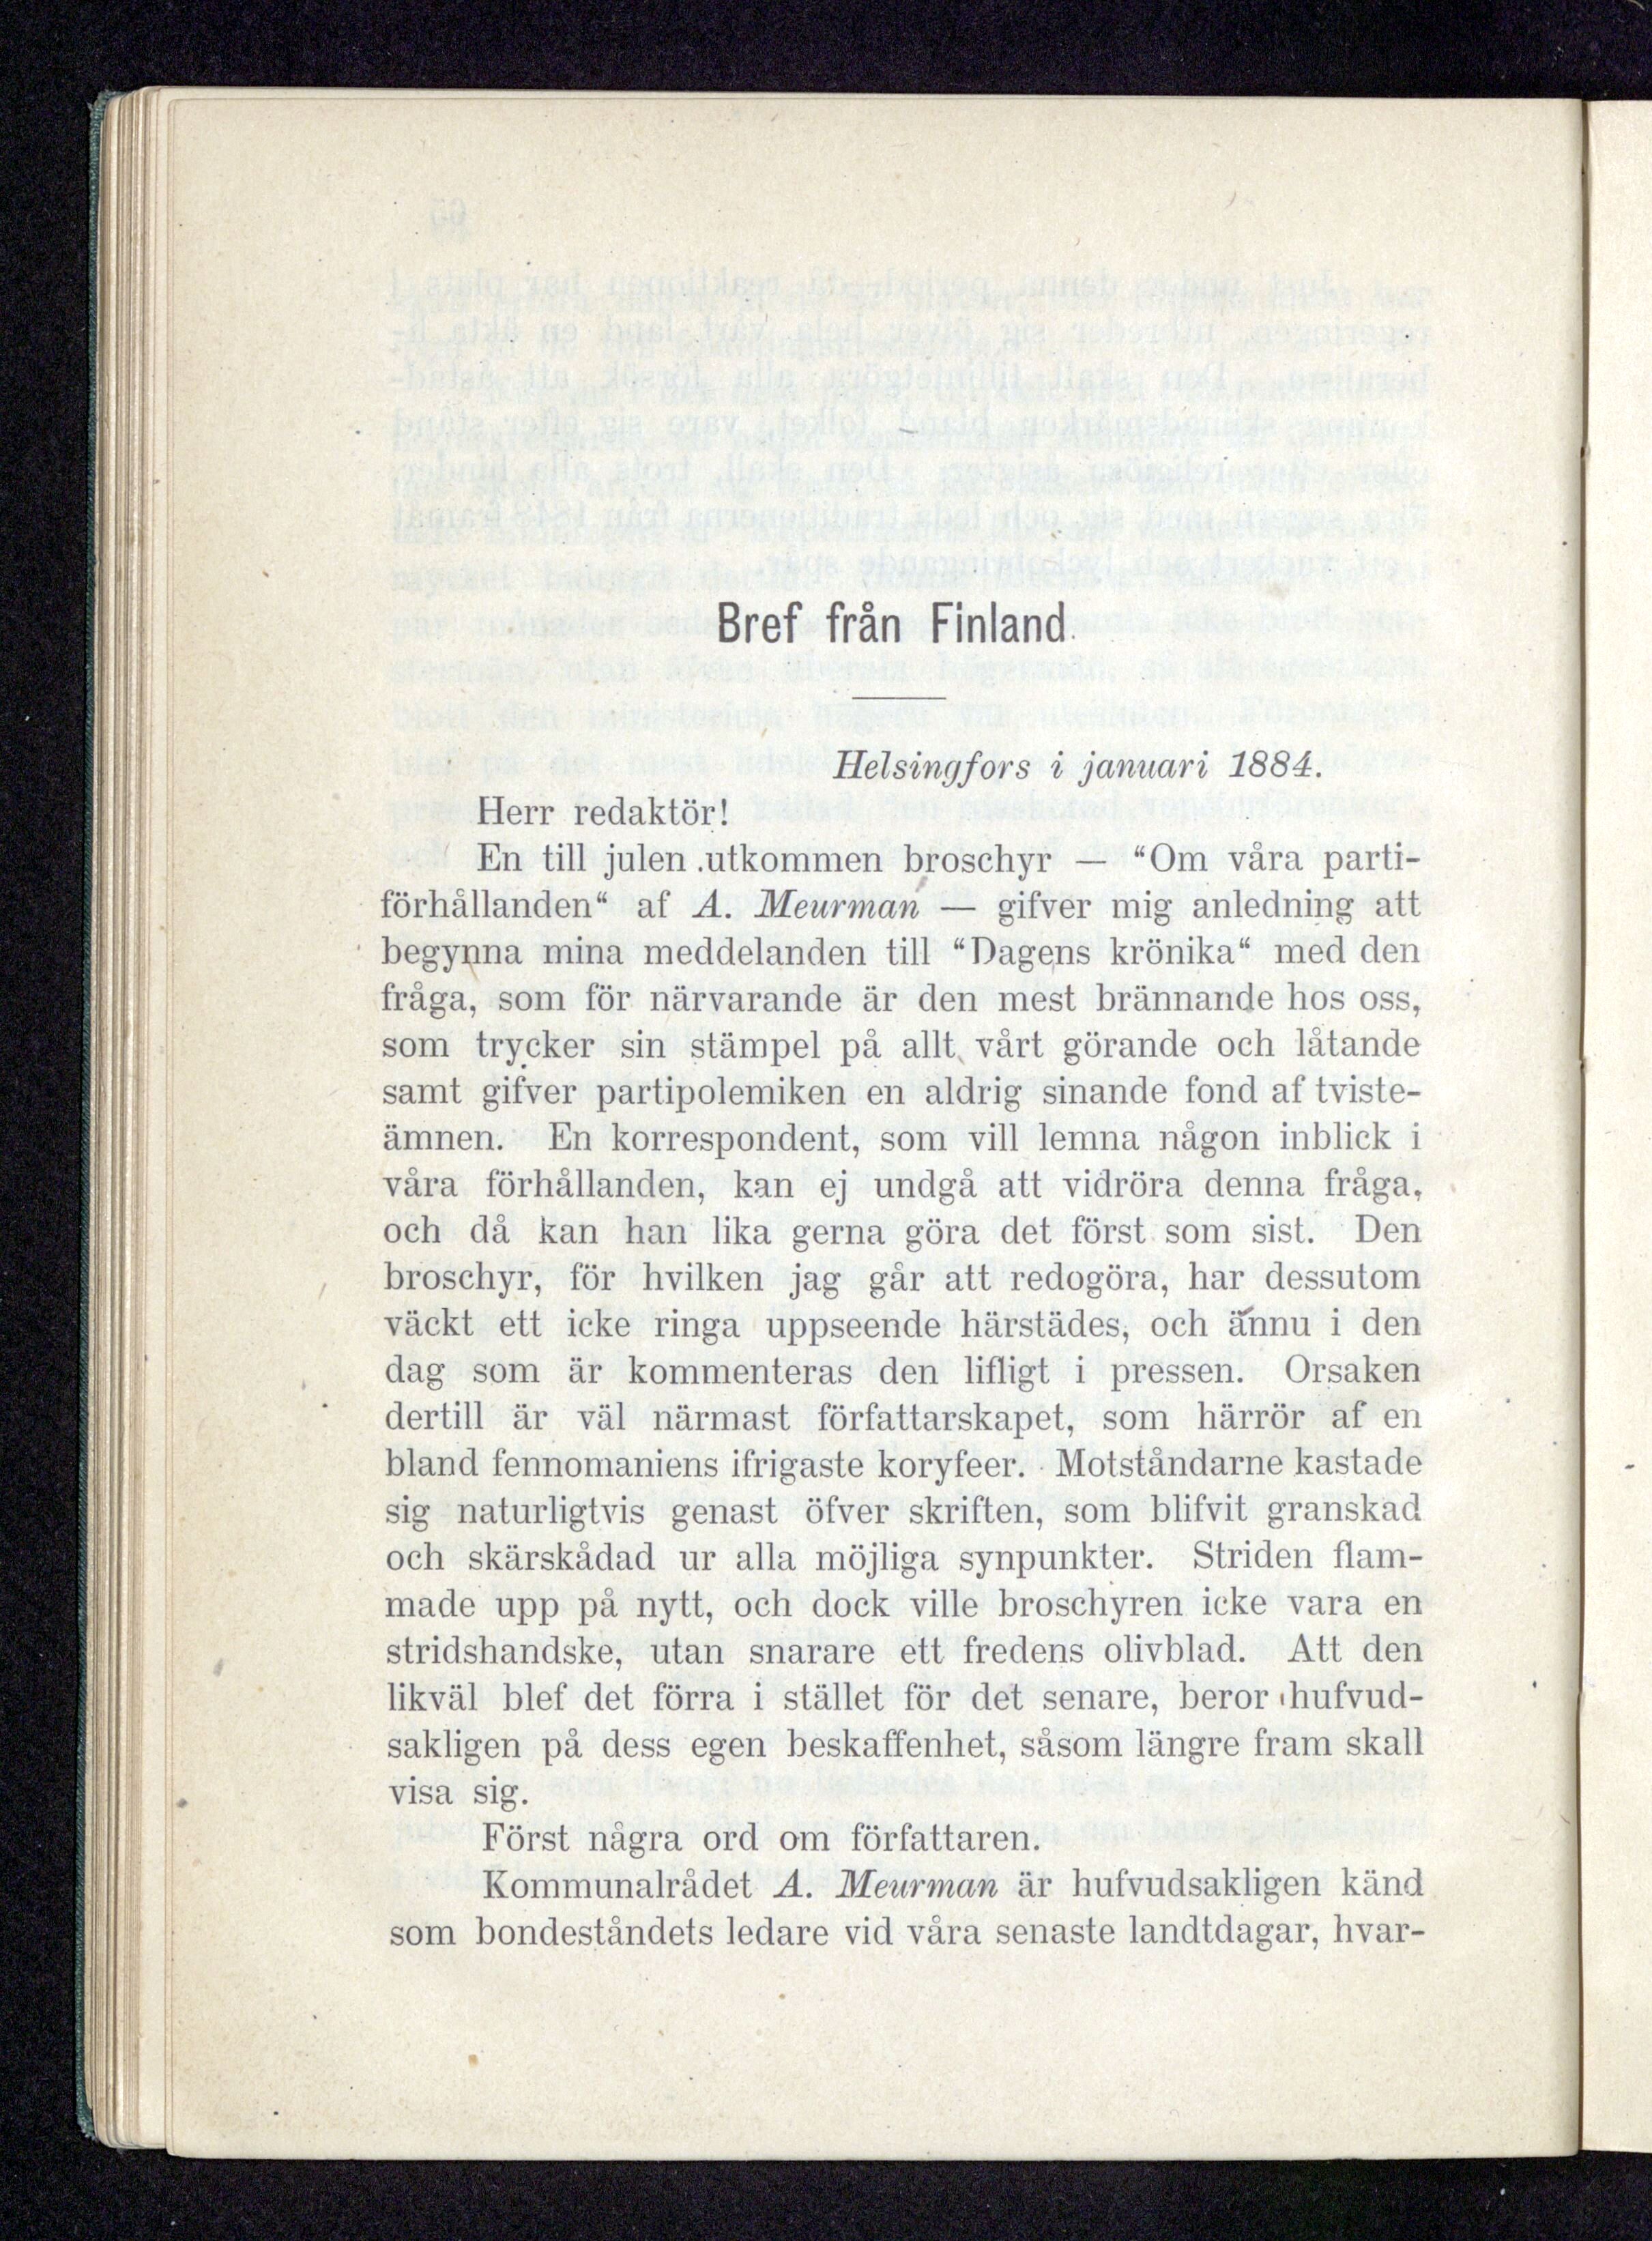 Bref från Finland.
Helsingfors i januari 1884.
Herr redaktör!
En till julen utkommen broschyr — “Om våra parti-
förhållanden“ af A. Meurman — gifver mig anledning att
begynna mina meddelanden till “Dagens krönika“ med den
fråga, som för närvarande är den mest brännande hos oss,
som trycker sin stämpel på allt vårt görande och låtande
samt gifver partipolemiken en aldrig sinande fond af tviste-
ämnen. En korrespondent, som vill lemna någon inblick i
våra förhållanden, kan ej undgå att vidröra denna fråga,
och då kan han lika gerna göra det först som sist. Den
broschyr, för hvilken jag går att redogöra, har dessutom
väckt ett icke ringa uppseende härstädes, och ännu i den
dag som är kommenteras den lifligt i pressen. Orsaken
dertill är väl närmast författarskapet, som härrör af en
bland fennomaniens ifrigaste koryfeer. Motståndarne kastade
sig naturligtvis genast öfver skriften, som blifvit granskad
och skärskådad ur alla möjliga synpunkter. Striden flam-
made upp på nytt, och dock ville broschyren icke vara en
stridshandske, utan snarare ett fredens olivblad. Att den
likväl blef det förra i stället för det senare, beror hufvud-
sakligen på dess egen beskaffenhet, såsom längre fram skall
visa sig.
Först några ord om författaren.
Kommunalrådet A. Meurman är hufvudsakligen känd
som bondeståndets ledare vid våra senaste landtdagar, hvar-